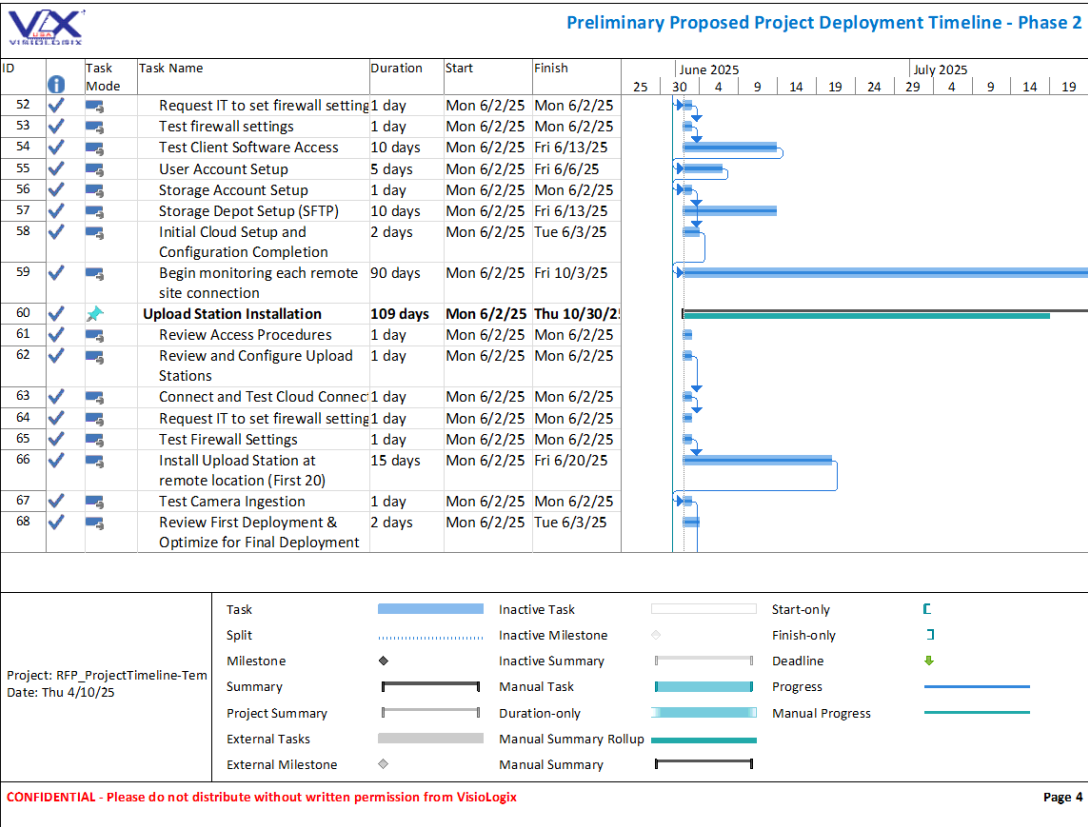 VLX
USA
VISIOLOGIX
Preliminary Proposed Project Deployment Timeline - Phase 2
ID Task Mode Task Name Duration Start Finish
June 2025 July 2025
25 30 4 9 14 19 24 29 4 9 14 19
52 Request IT to set firewall setting 1 day Mon 6/2/25 Mon 6/2/25
53 Test firewall settings 1 day Mon 6/2/25 Mon 6/2/25
54 Test Client Software Access 10 days Mon 6/2/25 Fri 6/13/25
55 User Account Setup 5 days Mon 6/2/25 Fri 6/6/25
56 Storage Account Setup 1 day Mon 6/2/25 Mon 6/2/25
57 Storage Depot Setup (SFTP) 10 days Mon 6/2/25 Fri 6/13/25
58 Initial Cloud Setup and 2 days Mon 6/2/25 Tue 6/3/25
Configuration Completion
59 Begin monitoring each remote 90 days Mon 6/2/25 Fri 10/3/25
site connection
60 Upload Station Installation 109 days Mon 6/2/25 Thu 10/30/2
61 Review Access Procedures 1 day Mon 6/2/25 Mon 6/2/25
62 Review and Configure Upload 1 day Mon 6/2/25 Mon 6/2/25
Stations
63 Connect and Test Cloud Connec 1 day Mon 6/2/25 Mon 6/2/25
64 Request IT to set firewall setting 1 day Mon 6/2/25 Mon 6/2/25
65 Test Firewall Settings 1 day Mon 6/2/25 Mon 6/2/25
66 Install Upload Station at 15 days Mon 6/2/25 Fri 6/20/25
remote location (First 20)
67 Test Camera Ingestion 1 day Mon 6/2/25 Mon 6/2/25
68 Review First Deployment & 2 days Mon 6/2/25 Tue 6/3/25
Optimize for Final Deployment
Project: RFP_ProjectTimeline-Tem
Date: Thu 4/10/25
Task Inactive Task Start-only
Split Inactive Milestone Finish-only
Milestone Inactive Summary Deadline
Summary Manual Task Progress
Project Summary Duration-only Manual Progress
External Tasks Manual Summary Rollup
External Milestone Manual Summary
CONFIDENTIAL - Please do not distribute without written permission from VisioLogix
Page 4